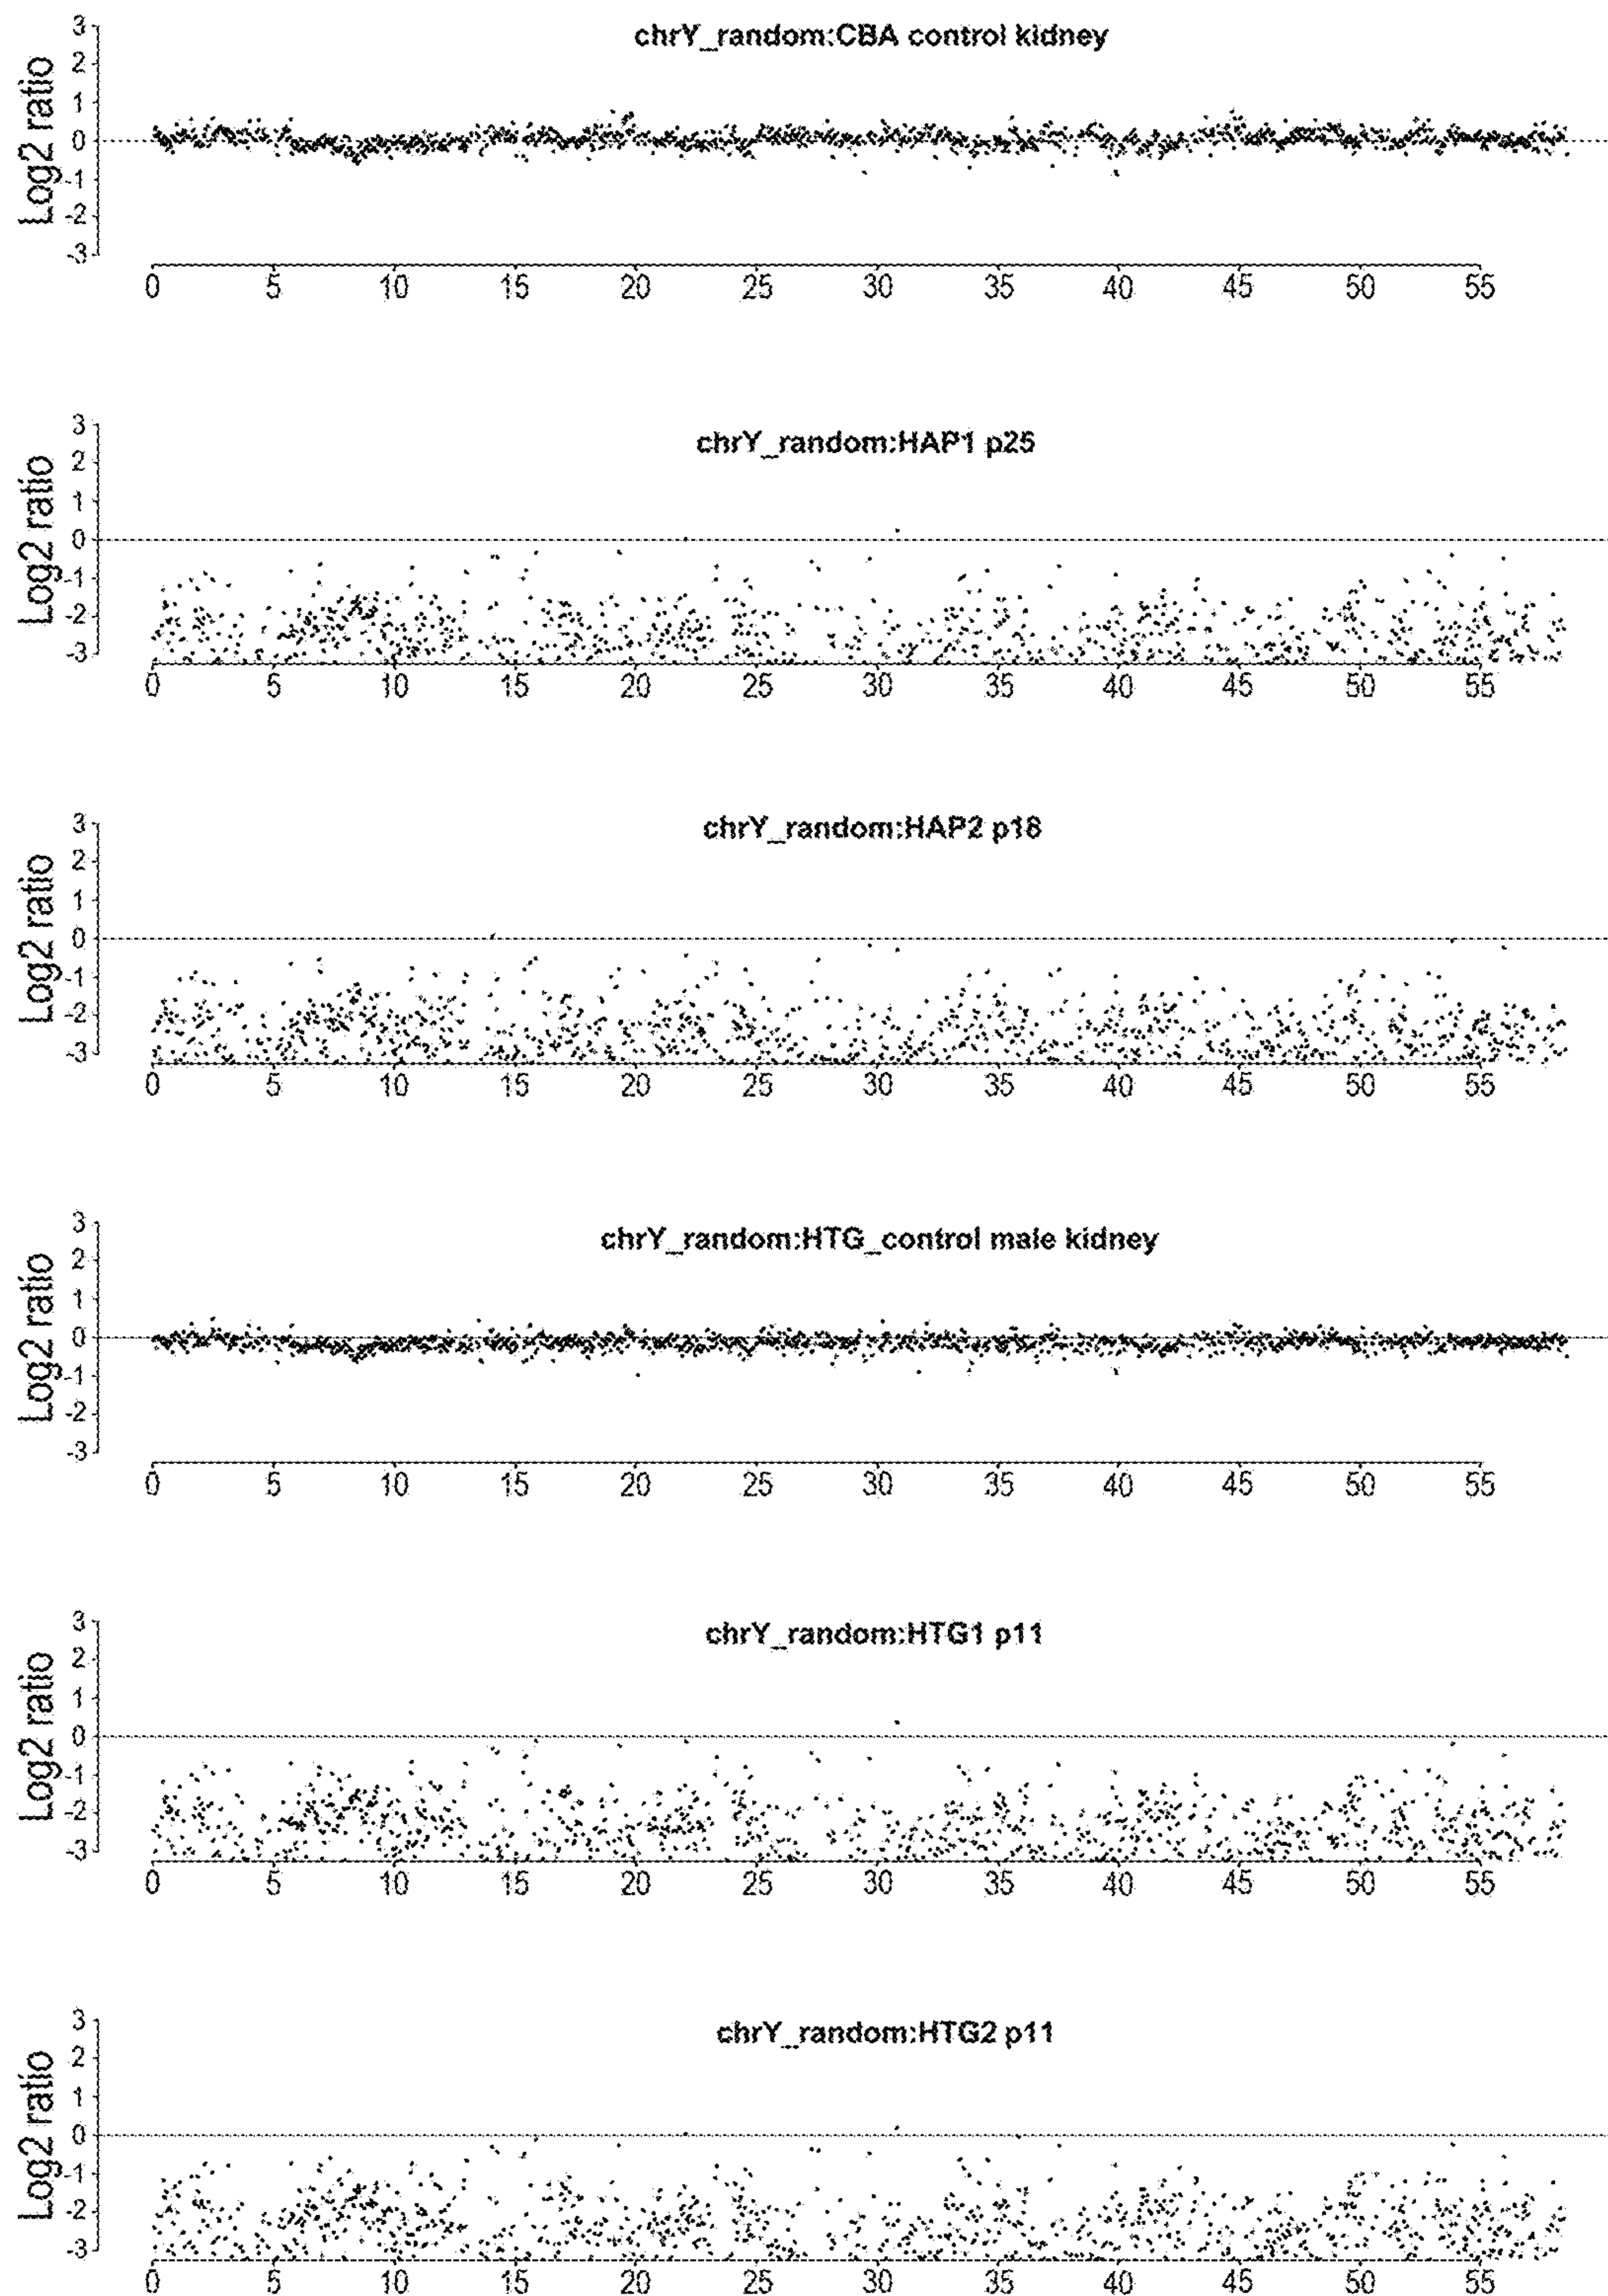 chrY_random:CBA control kidney
Log2 ratio
3
2
1
0
-1
-2
-3
0 5 10 15 20 25 30 35 40 45 50 55
chrY_random:HAP1 p25
Log2 ratio
3
2
1
0
-1
-2
-3
0 5 10 15 20 25 30 35 40 45 50 55
chrY_random:HAP2 p18
Log2 ratio
3
2
1
0
-1
-2
-3
0 5 10 15 20 25 30 35 40 45 50 55
chrY_random:HTG_control male kidney
Log2 ratio
3
2
1
0
-1
-2
-3
0 5 10 15 20 25 30 35 40 45 50 55
chrY_random:HTG1 p11
Log2 ratio
3
2
1
0
-1
-2
-3
0 5 10 15 20 25 30 35 40 45 50 55
chrY_random:HTG2 p11
Log2 ratio
3
2
1
0
-1
-2
-3
0 5 10 15 20 25 30 35 40 45 50 55